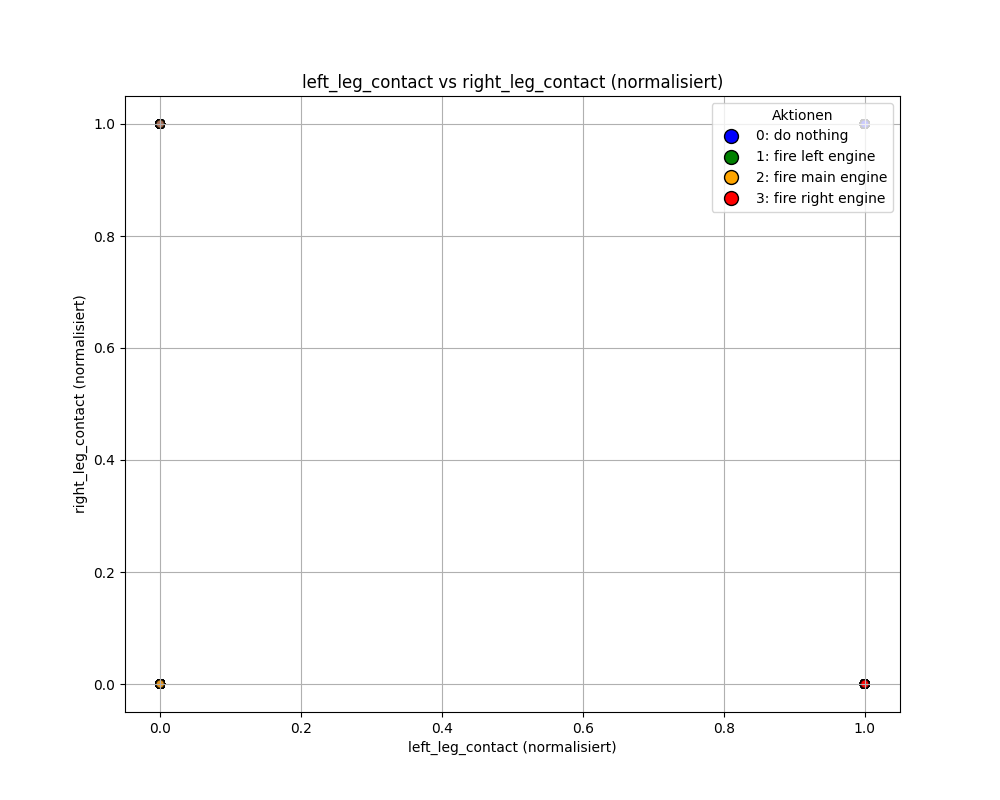 left_leg_contact vs right_leg_contact (normalisiert)
1.0
0.8
0.6
0.4
0.2
0.0
right_leg_contact (normalisiert)
Aktionen
0: do nothing
1: fire left engine
2: fire main engine
3: fire right engine
0.0 0.2 0.4 0.6 0.8 1.0
left_leg_contact (normalisiert)